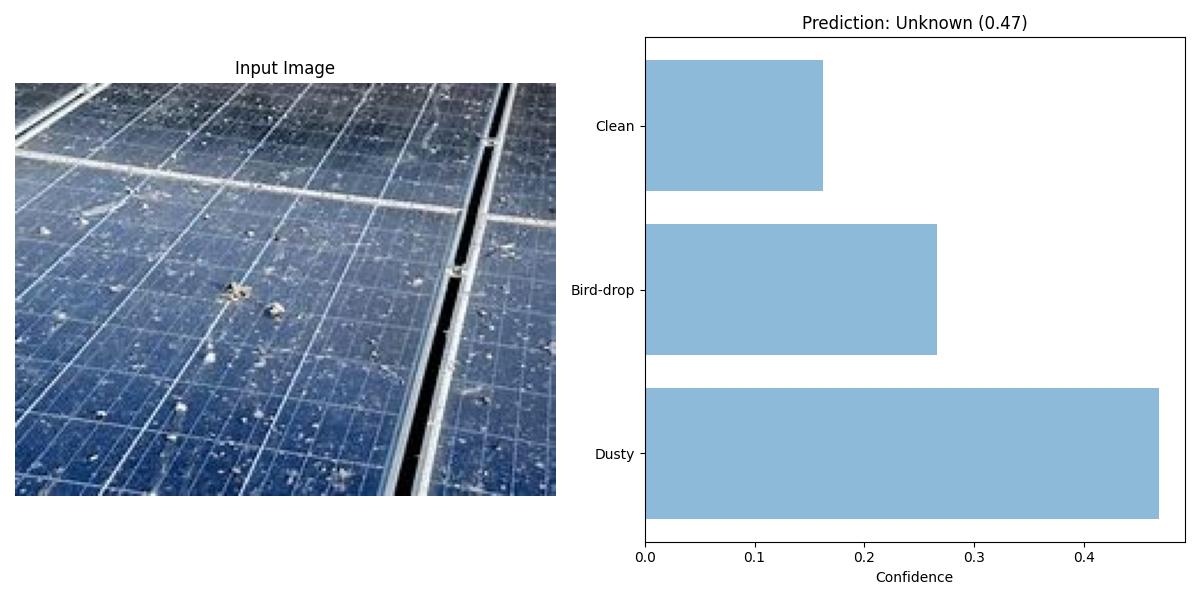 Input Image
Prediction: Unknown (0.47)
Clean
Bird-drop
Dusty
0.0 0.1 0.2 0.3 0.4
Confidence